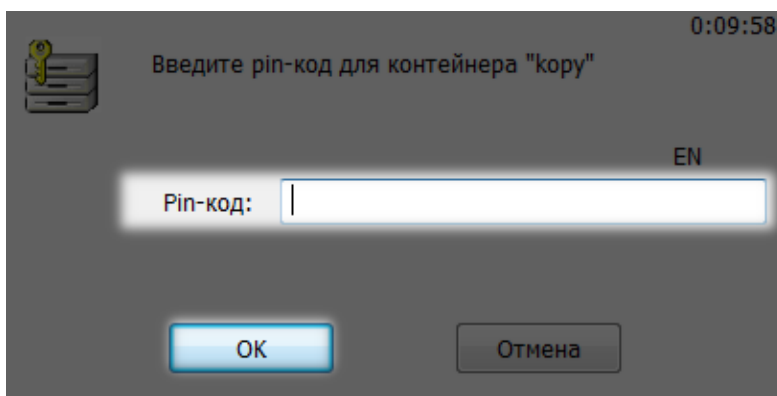 0:09:58
Введите pin-код для контейнера "kopy"
EN
Pin-код:
OK Отмена